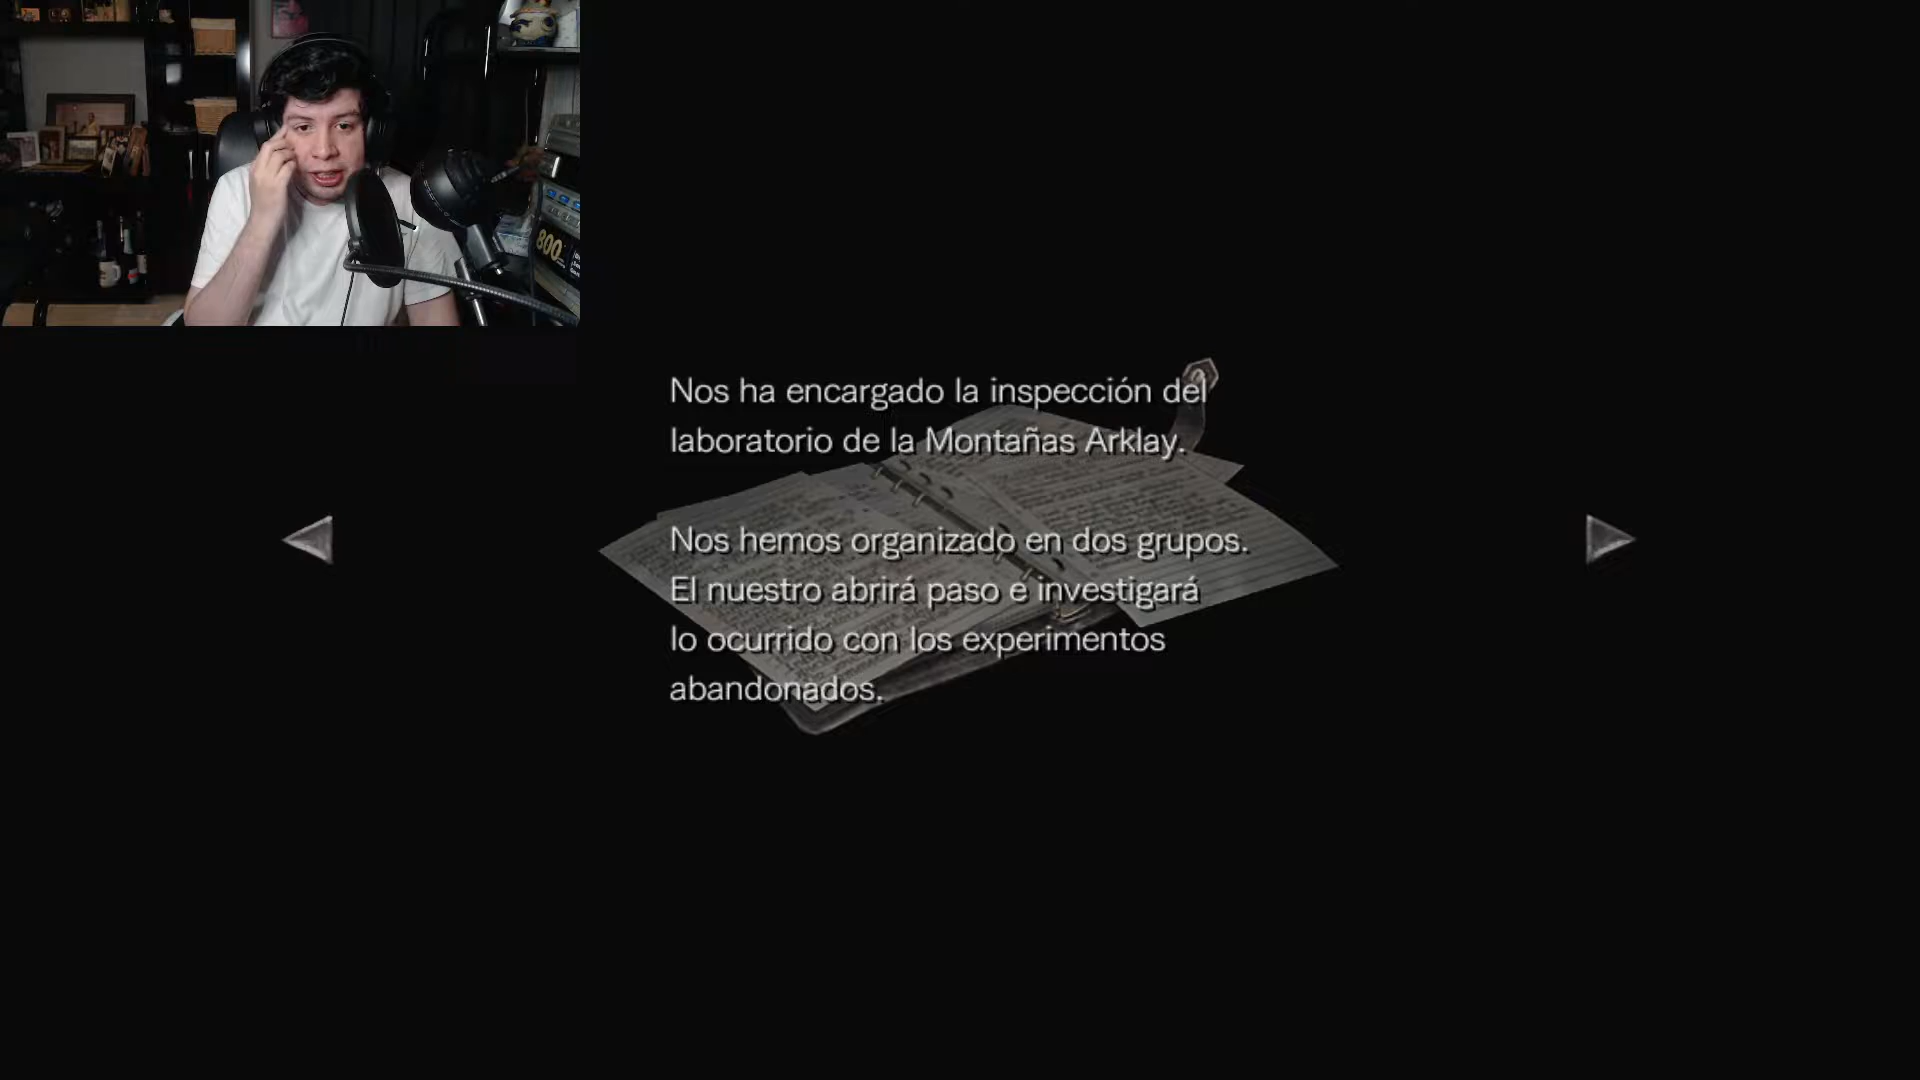 800
Nos ha encargado la inspección del
laboratorio de la Montañas Arklay.
Nos hemos organizado en dos grupos.
El nuestro abrirá paso e investigará
lo ocurrido con los experimentos
abandonados.